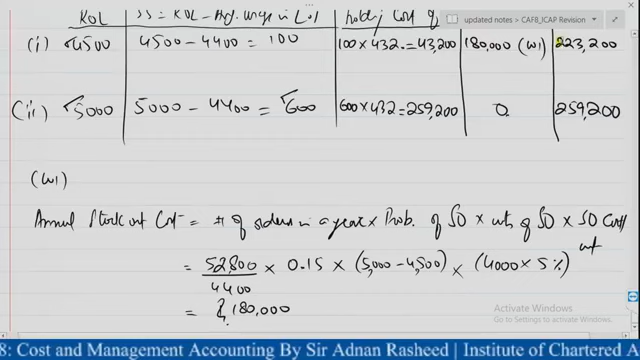 updated notes > CAF8_ICAP Revision
ROL | SS = ROL - Avg. usage in L.T | Holding Cost of
(i) 4500 | 4500 - 4400 = 100 | 100 x 432 = 43,200 | 180,000 (W1) | 223,200
(ii) 5000 | 5000 - 4400 = 600 | 600 x 432 = 259,200 | 0. | 259,200
(W1)
Annual Stock out Cost = # of orders in a year x Prob. of SO x units of SO x SO Cost/
unit
= 52,800 / 4400 x 0.15 x (5,000 - 4,500) x (4000 x 5%)
= 180,000
Activate Windows
Go to Settings to activate Windows.
8: Cost and Management Accounting By Sir Adnan Rasheed | Institute of Chartered A